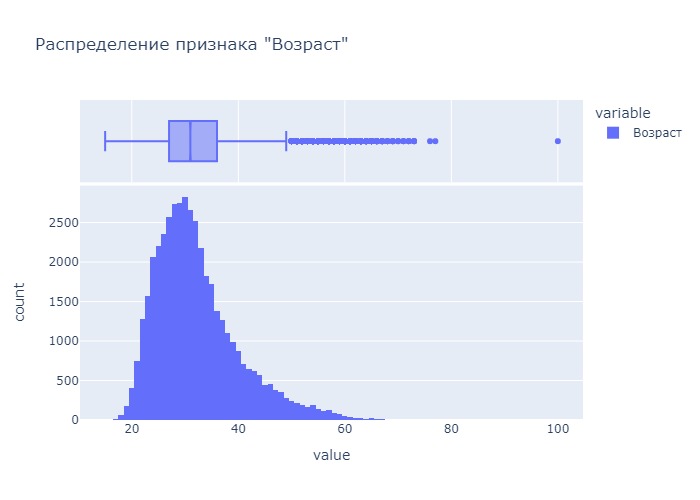 Распределение признака "Возраст"
variable
Возраст
2500
2000
1500
1000
500
0
count
20
40
60
80
100
value